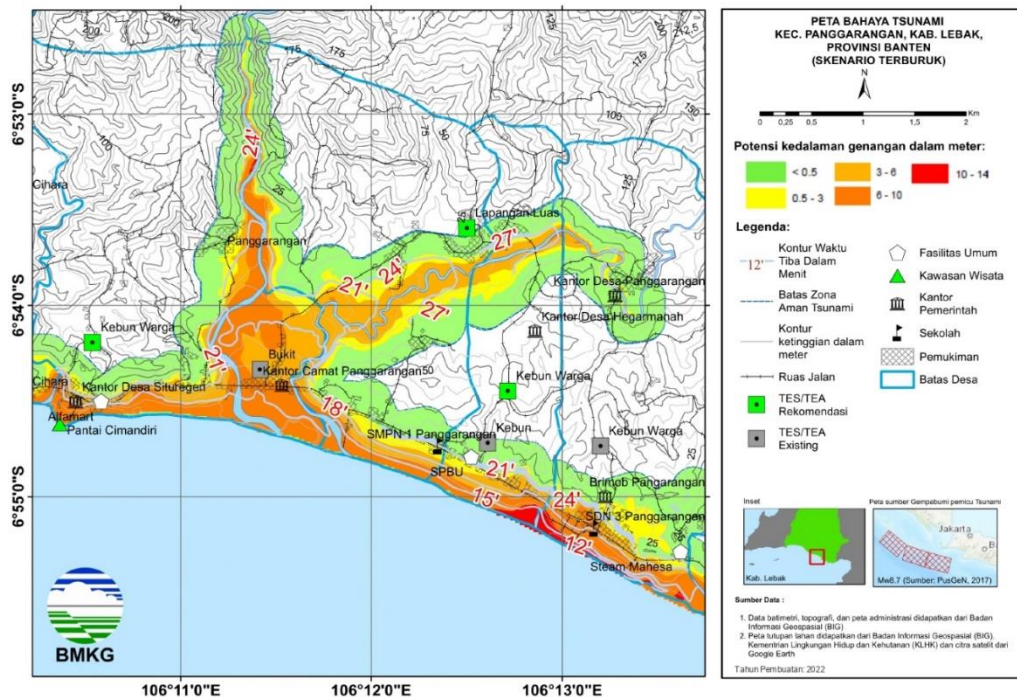 PETA BAHAYA TSUNAMI
KEC. PANGGARANGAN, KAB. LEBAK,
PROVINSI BANTEN
(SKENARIO TERBURUK)
N
Km
0 0,25 0,5 1 1,5 2
Potensi kedalaman genangan dalam meter:
< 0.5
3 - 6
10 - 14
0.5 - 3
6 - 10
Legenda:
12'
Kontur Waktu
Tiba Dalam
Menit
Batas Zona
Aman Tsunami
Kontur
ketinggian dalam
meter
Ruas Jalan
TES/TEA
Rekomendasi
TES/TEA
Existing
Fasilitas Umum
Kawasan Wisata
Kantor
Pemerintah
Sekolah
Pemukiman
Batas Desa
Inset
Kab. Lebak
Peta sumber Gempabumi pemicu Tsunami
Jakarta
B
Mw8.7 (Sumber: PusGeN, 2017)
Sumber Data :
1. Data batimetri, topografi, dan peta administrasi didapatkan dari Badan
Informasi Geospasial (BIG)
2. Peta tutupan lahan didapatkan dari Badan Informasi Geospasial (BIG),
Kementrian Lingkungan Hidup dan Kehutanan (KLHK) dan citra satelit dari
Google Earth
Tahun Pembuatan: 2022
6°53'0"S
6°54'0"S
6°55'0"S
106°11'0"E
106°12'0"E
106°13'0"E
200
200
175
175
125
125
212,5
150
100
100
75
50
125
25
24'
Cihara
Panggarangan
25
Lapangan Luas
27'
24'
21'
27'
Kantor Desa Panggarangan
Kantor Desa Hegarmanah
Kebun Warga
21'
Bukit
Kantor Camat Panggarangan
50
Kebun Warga
Cihara
Kantor Desa Situregen
Alfamart
Pantai Cimandiri
18'
SMPN 1 Panggarangan
Kebun
Kebun Warga
SPBU
21'
25
15'
24'
Brimob Pangarangan
SDN 3 Panggarangan
12'
25
25
Steam Mahesa
BMKG